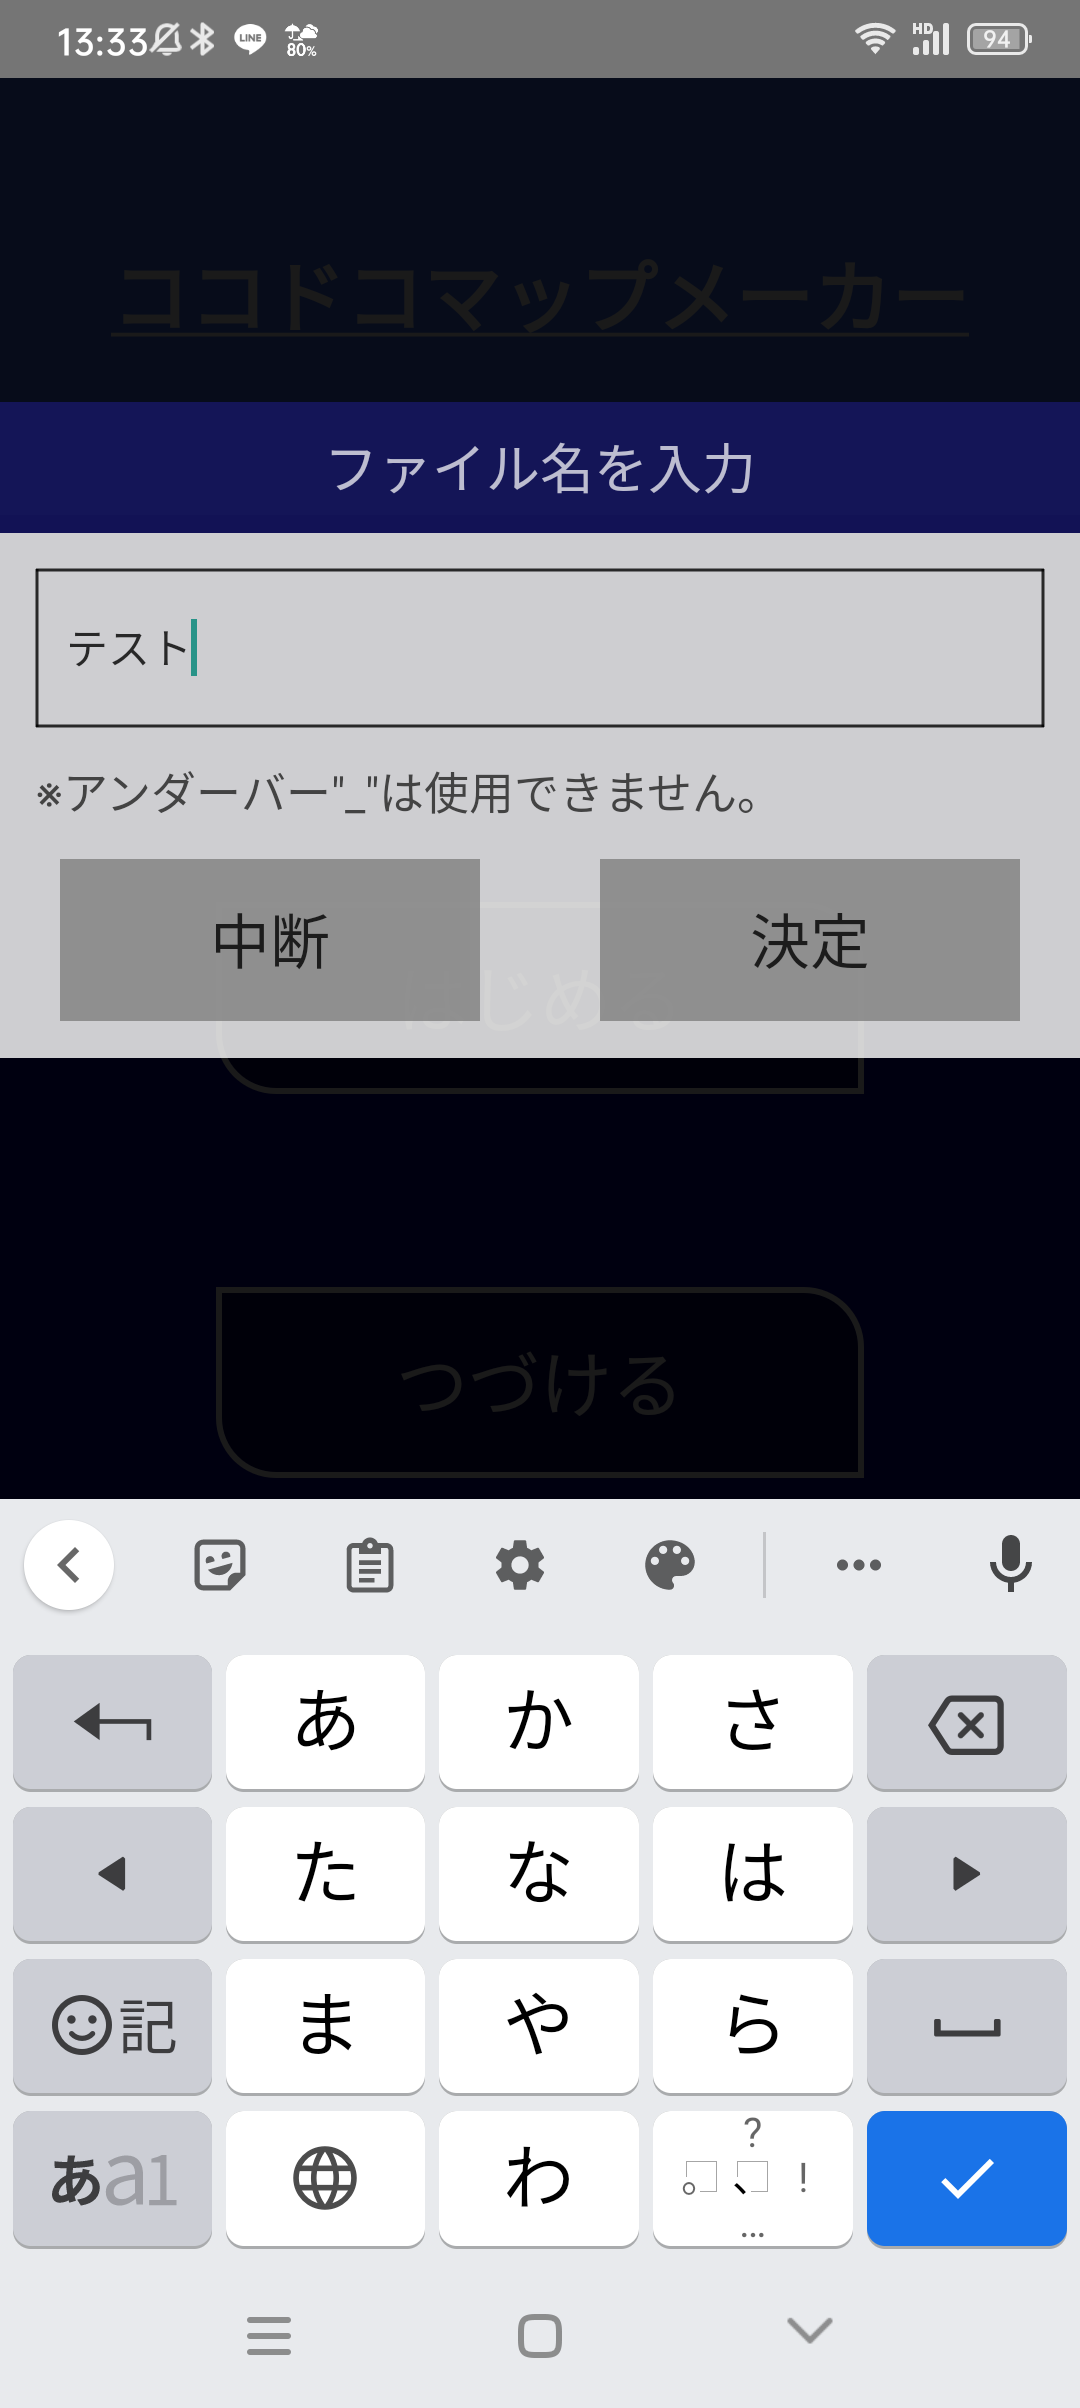 13:33 LINE 80% HD 94
ココドコマップメーカー
ファイル名を入力
テスト
※アンダーバー"_"は使用できません。
中断 決定
はじめる
つづける
あ か さ
た な は
記 ま や ら
あa1 わ 。、?!…